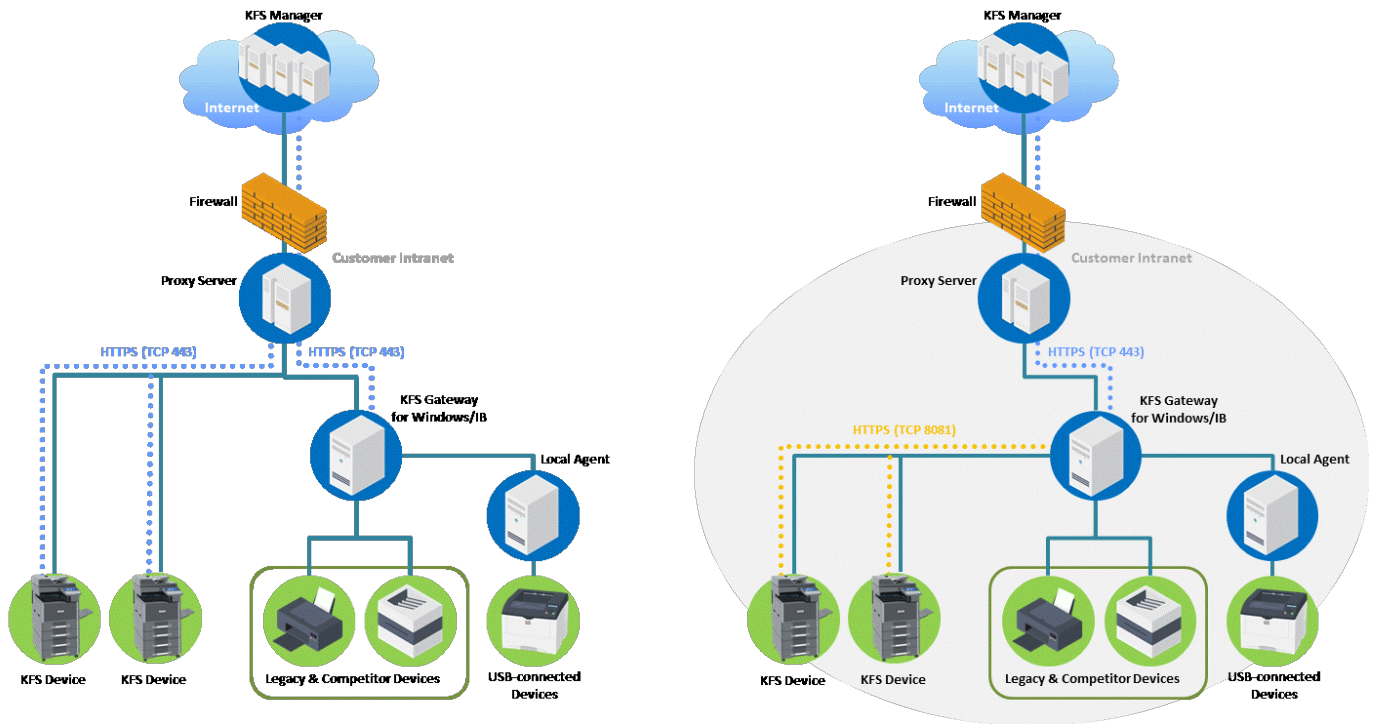 KFS Manager
Internet
Firewall
Customer Intranet
Proxy Server
HTTPS (TCP 443)
HTTPS (TCP 443)
KFS Gateway
for Windows/IB
Local Agent
KFS Device
KFS Device
Legacy & Competitor Devices
USB-connected
Devices
KFS Manager
Internet
Firewall
Customer Intranet
Proxy Server
HTTPS (TCP 443)
KFS Gateway
for Windows/IB
HTTPS (TCP 8081)
Local Agent
KFS Device
KFS Device
Legacy & Competitor Devices
USB-connected
Devices